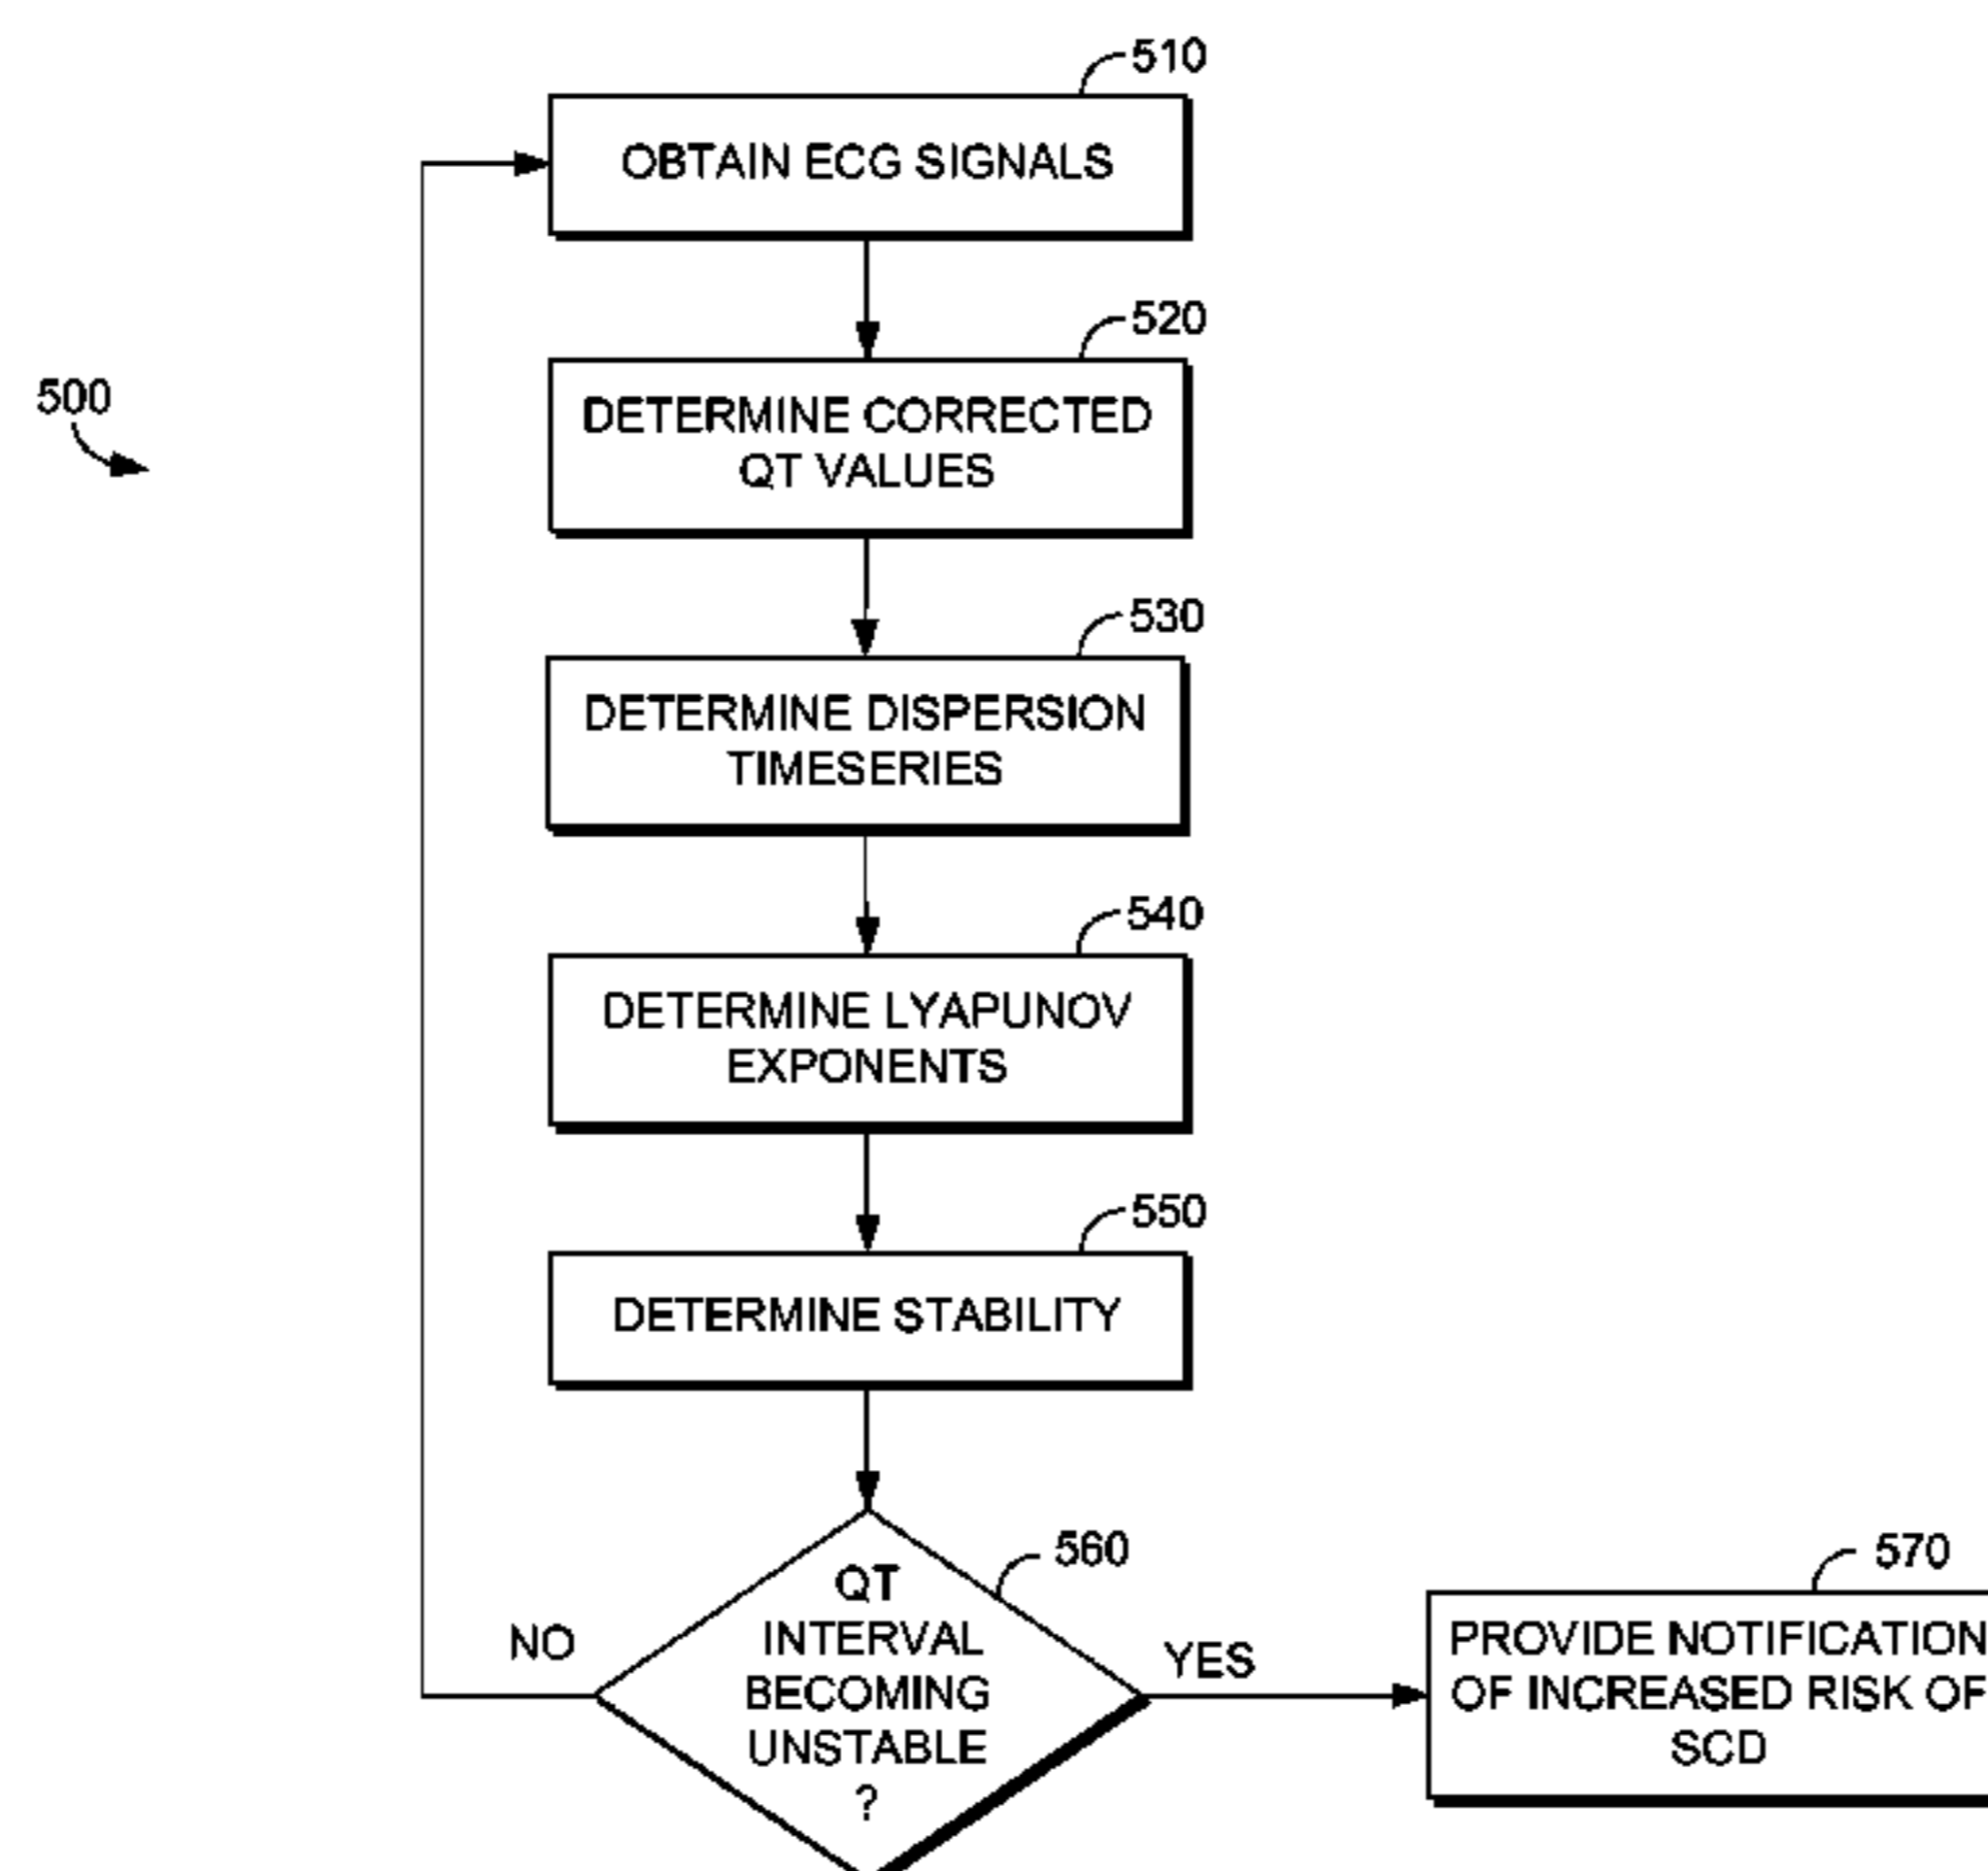 510
OBTAIN ECG SIGNALS
520
500
DETERMINE CORRECTED
QT VALUES
530
DETERMINE DISPERSION
TIMESERIES
540
DETERMINE LYAPUNOV
EXPONENTS
550
DETERMINE STABILITY
560
570
QT
INTERVAL
BECOMING
UNSTABLE
?
NO
YES
PROVIDE NOTIFICATION
OF INCREASED RISK OF
SCD